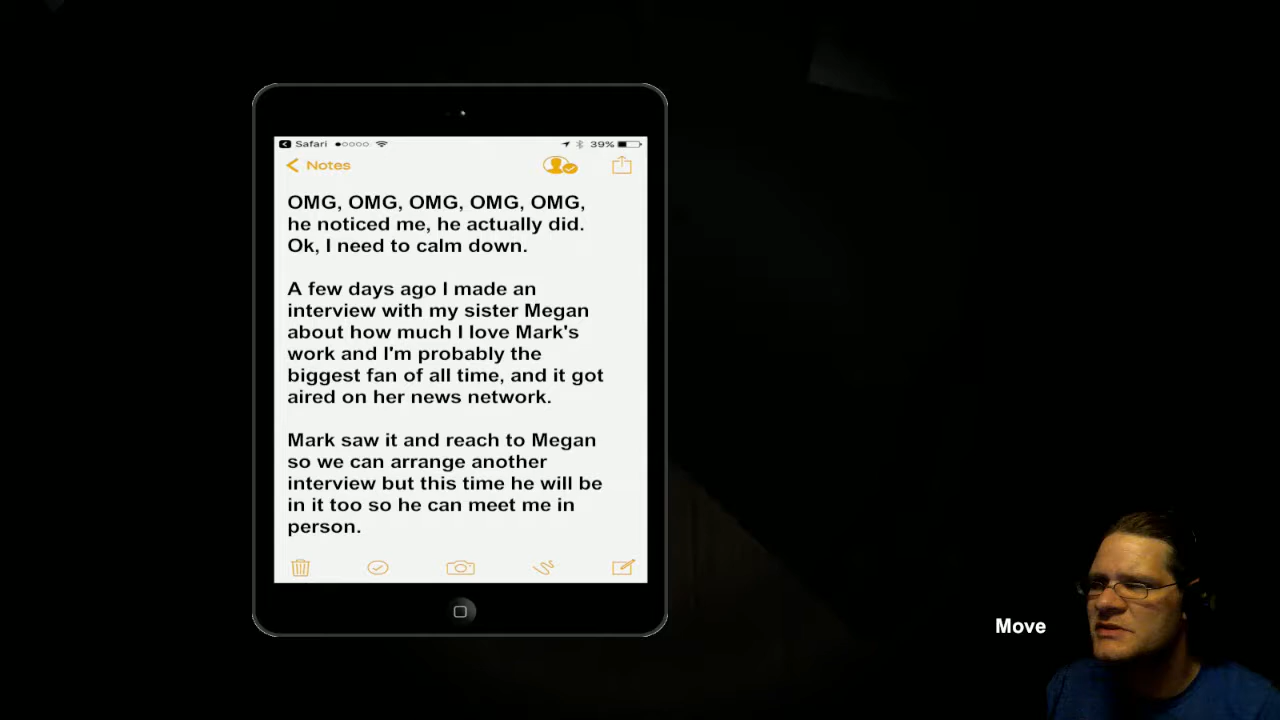 Safari
39%
Notes
OMG, OMG, OMG, OMG, OMG,
he noticed me, he actually did.
Ok, I need to calm down.
A few days ago I made an
interview with my sister Megan
about how much I love Mark's
work and I'm probably the
biggest fan of all time, and it got
aired on her news network.
Mark saw it and reach to Megan
so we can arrange another
interview but this time he will be
in it too so he can meet me in
person.
Move